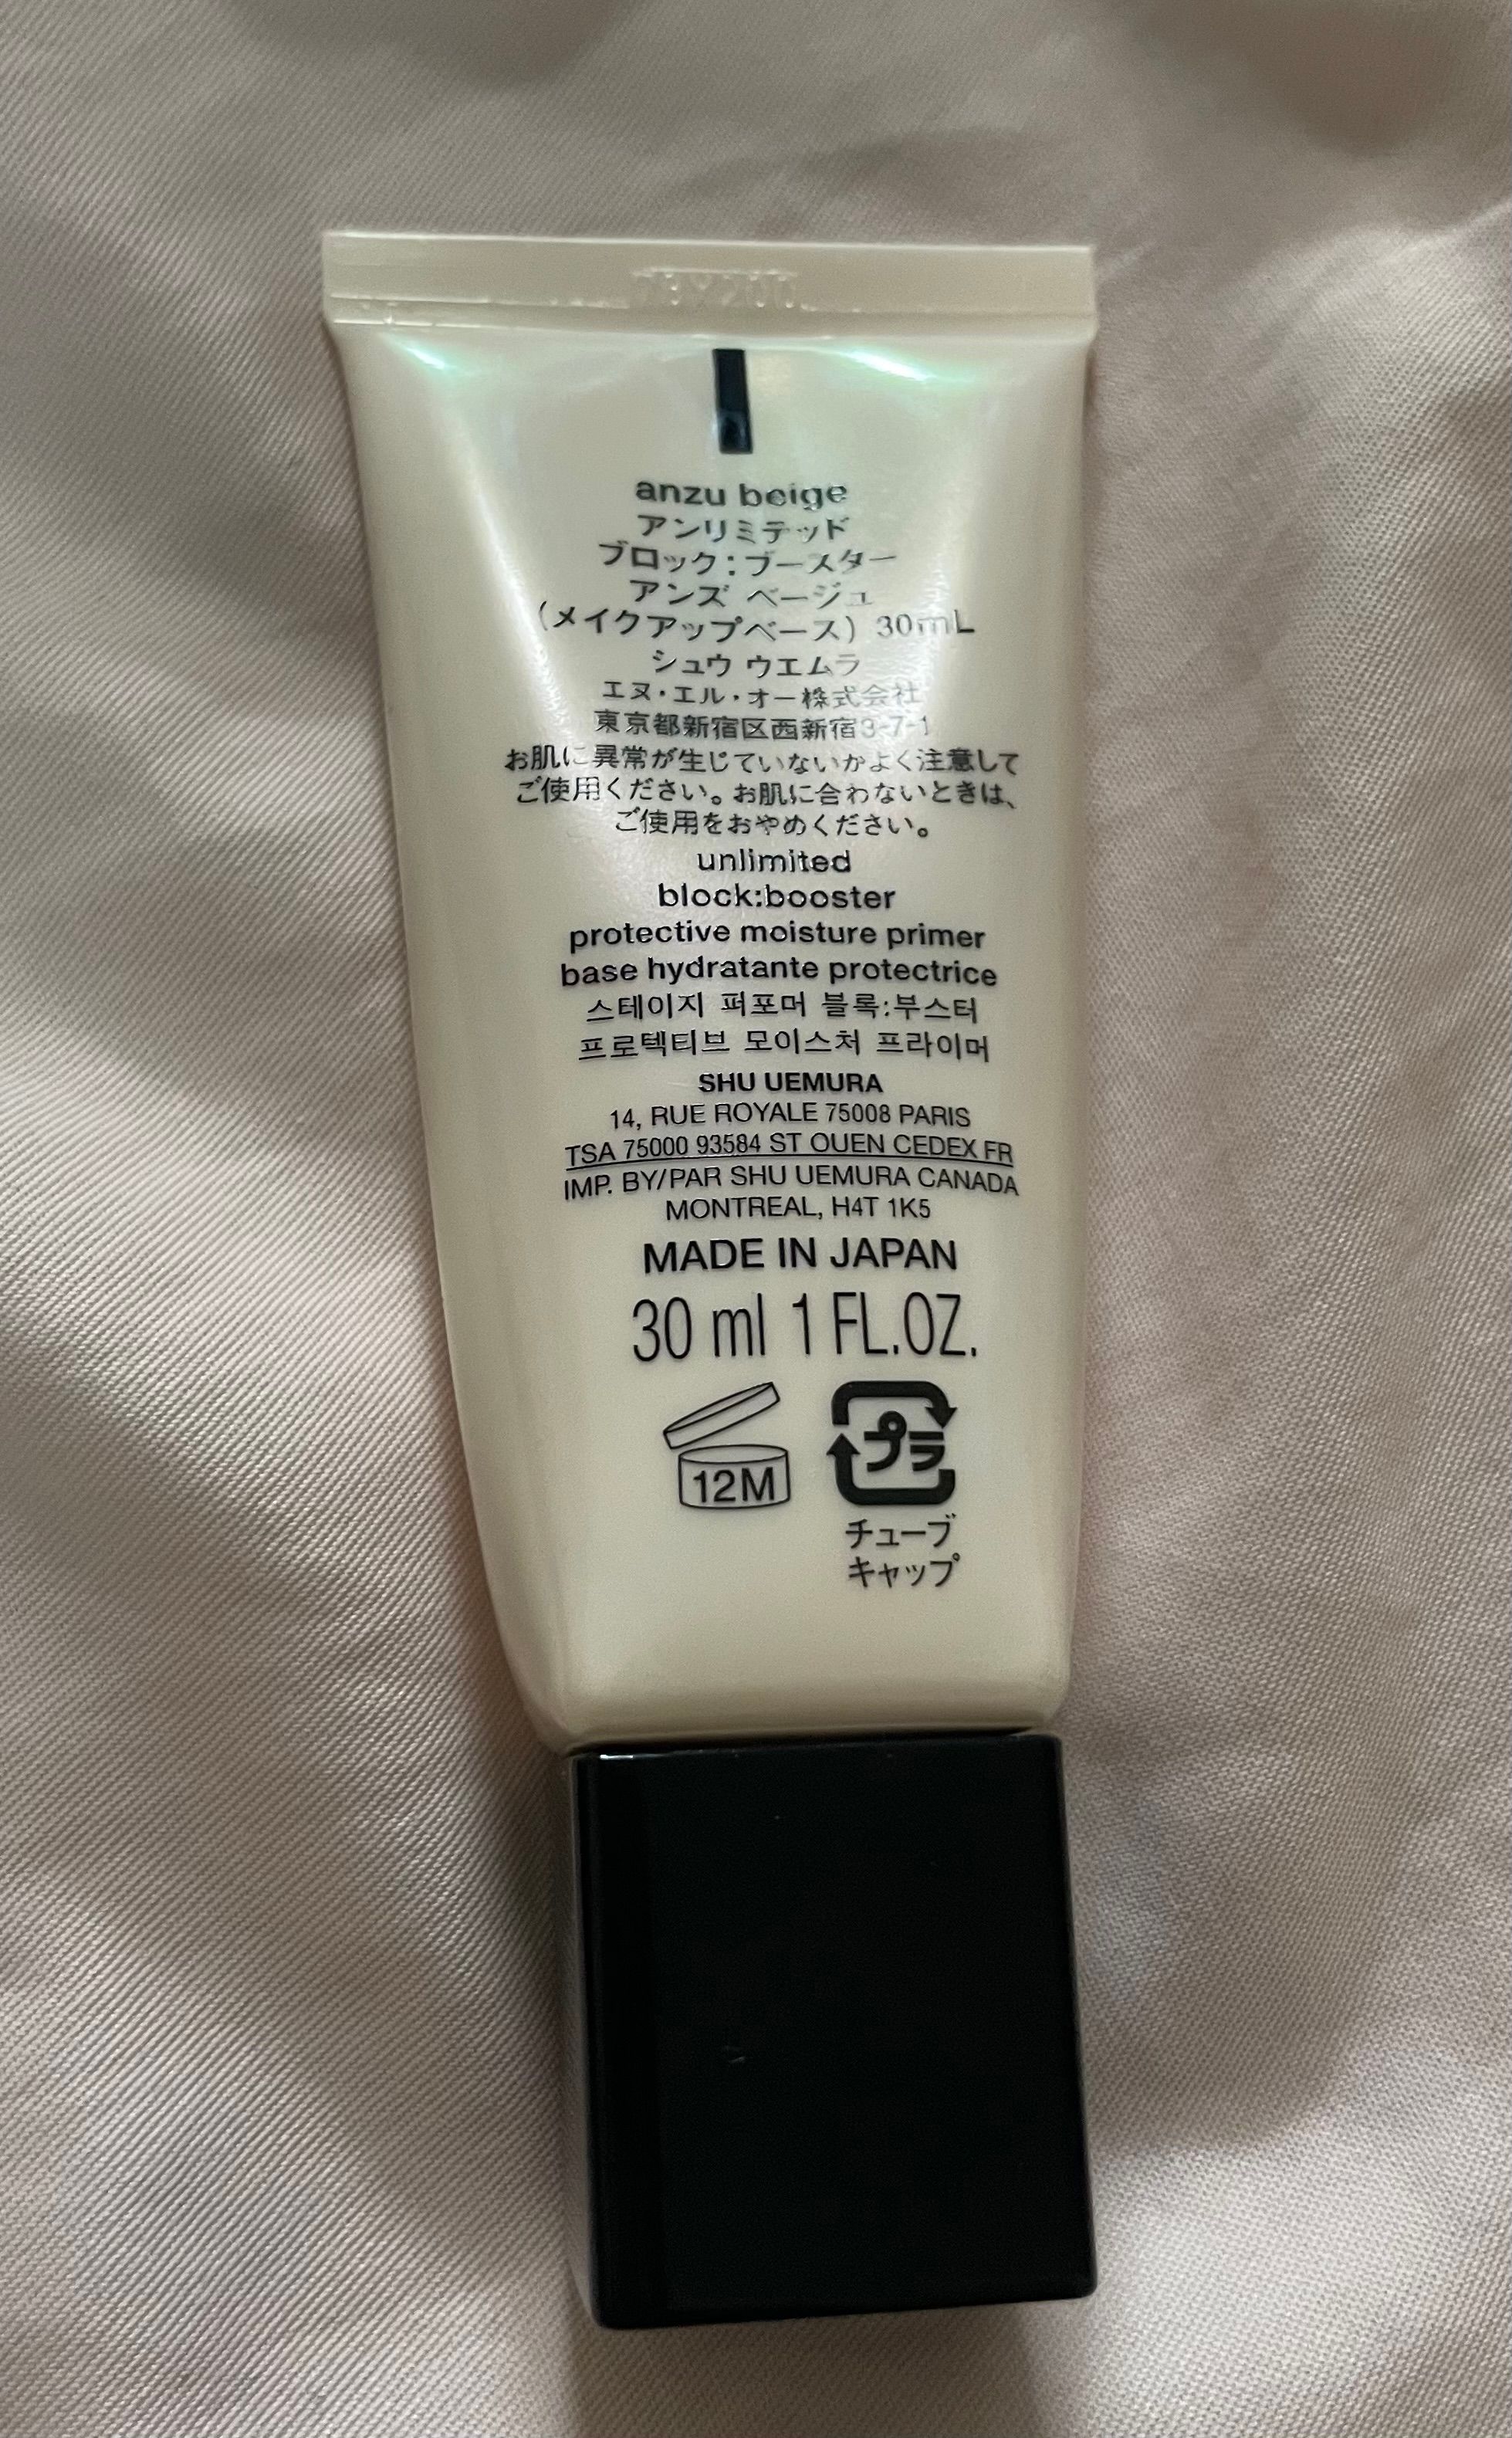 anzu beige
アンリミテッド
ブロック:ブースター
アンズ ベージュ
(メイクアップベース) 30mL
シュウ ウエムラ
エヌ・エル・オー株式会社
東京都新宿区西新宿3-7-1
お肌に異常が生じていないかよく注意して
ご使用ください。お肌に合わないときは、
ご使用をおやめください。
unlimited
block:booster
protective moisture primer
base hydratante protectrice
스테이지 퍼포머 블록:부스터
프로텍티브 모이스처 프라이머
SHU UEMURA
14, RUE ROYALE 75008 PARIS
TSA 75000 93584 ST OUEN CEDEX FR
IMP. BY/PAR SHU UEMURA CANADA
MONTREAL, H4T 1K5
MADE IN JAPAN
30 ml 1 FL.OZ.
12M プラ
チューブ
キャップ